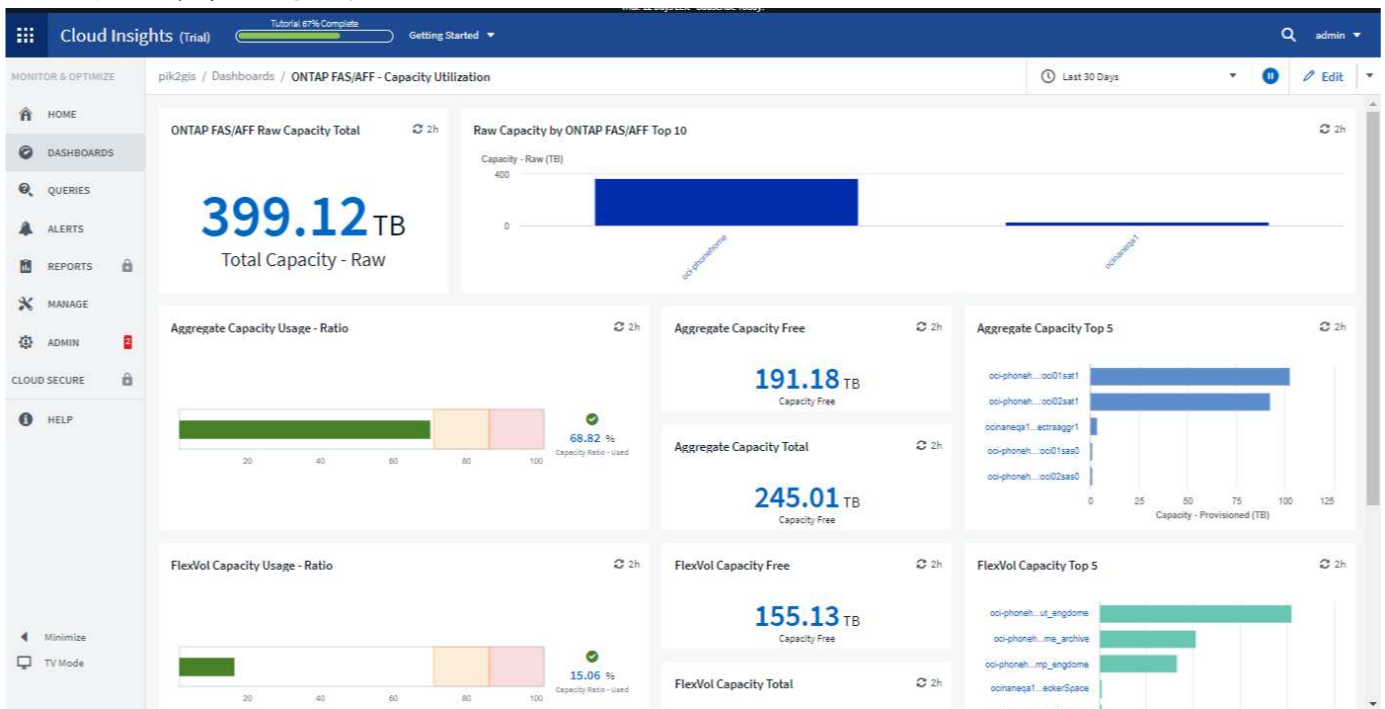 Cloud Insights (Trial)
Tutorial 67% Complete
Getting Started
admin
MONITOR & OPTIMIZE
pik2gis / Dashboards / ONTAP FAS/AFF - Capacity Utilization
Last 30 Days
Edit
HOME
DASHBOARDS
QUERIES
ALERTS
REPORTS
MANAGE
ADMIN
2
CLOUD SECURE
HELP
Minimize
TV Mode
ONTAP FAS/AFF Raw Capacity Total
2h
399.12 TB
Total Capacity - Raw
Raw Capacity by ONTAP FAS/AFF Top 10
2h
Capacity - Raw (TB)
400
0
oci-phonehome
ocinaneqa1
Aggregate Capacity Usage - Ratio
2h
68.82 %
Capacity Ratio - Used
20 40 60 80 100
Aggregate Capacity Free
2h
191.18 TB
Capacity Free
Aggregate Capacity Total
2h
245.01 TB
Capacity Free
Aggregate Capacity Top 5
2h
oci-phoneh...:oci01sat1
oci-phoneh...:oci02sat1
ocinaneqa1...ectraaggr1
oci-phoneh...:oci01sas0
oci-phoneh...:oci02sas0
0 25 50 75 100 125
Capacity - Provisioned (TB)
FlexVol Capacity Usage - Ratio
2h
15.06 %
Capacity Ratio - Used
20 40 60 80 100
FlexVol Capacity Free
2h
155.13 TB
Capacity Free
FlexVol Capacity Total
2h
FlexVol Capacity Top 5
2h
oci-phoneh...ut_engdome
oci-phoneh...me_archive
oci-phoneh...mp_engdome
ocinaneqa1...eckerSpace